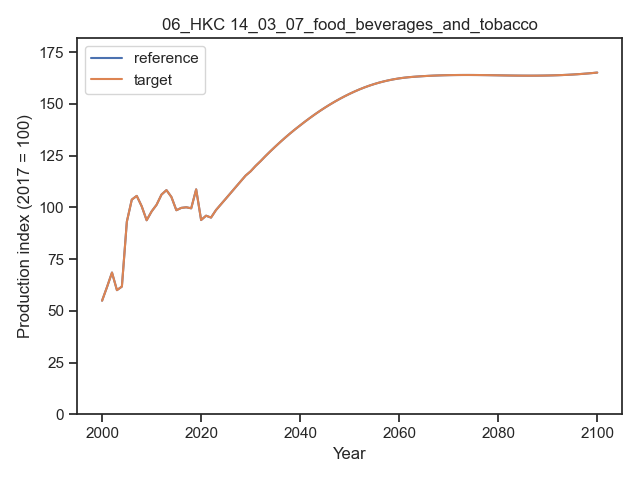 06_HKC 14_03_07_food_beverages_and_tobacco
reference
target
Production index (2017 = 100)
175
150
125
100
75
50
25
0
2000 2020 2040 2060 2080 2100
Year